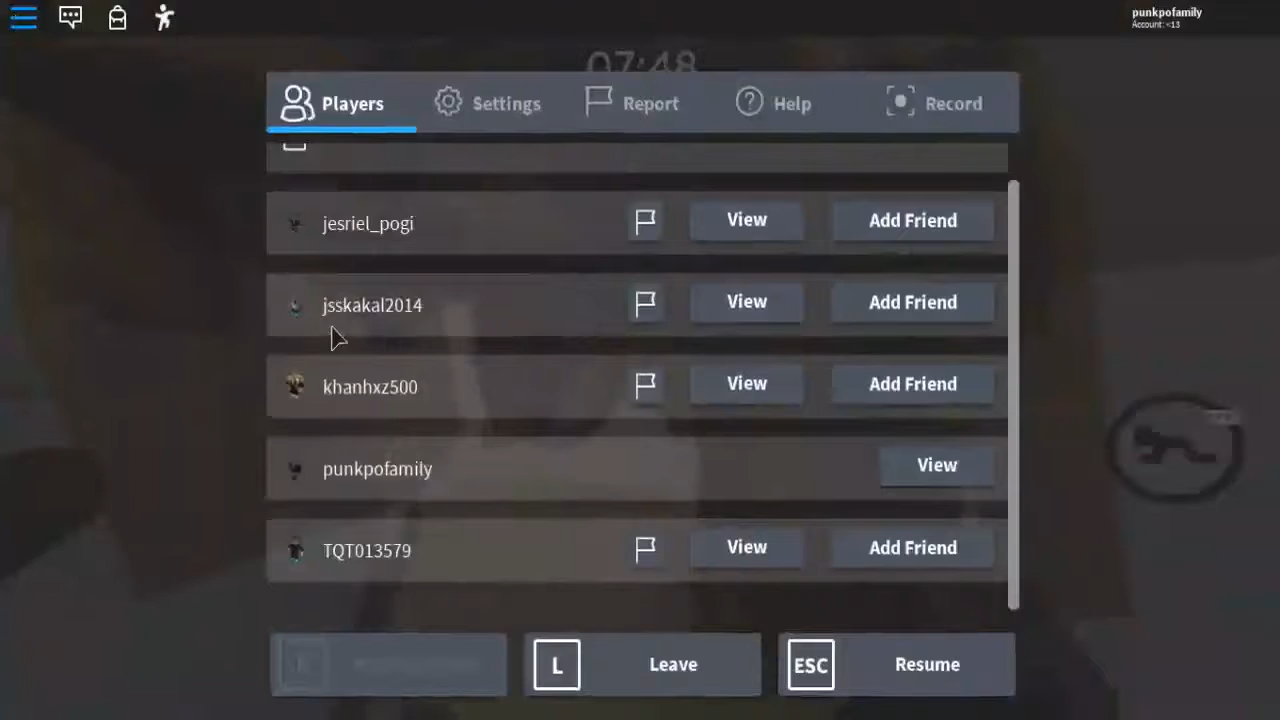 punkpofamily
Account: <13
07:48
Players
Settings
Report
Help
Record
jesriel_pogi
View
Add Friend
jsskakal2014
View
Add Friend
khanhxz500
View
Add Friend
punkpofamily
View
TQT013579
View
Add Friend
L
Leave
ESC
Resume